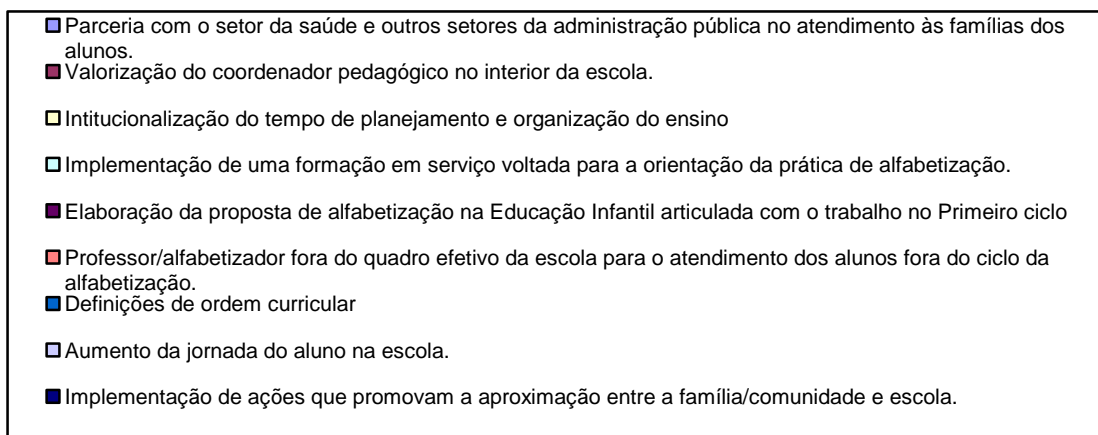 Parceria com o setor da saúde e outros setores da administração pública no atendimento às famílias dos
alunos.
Valorização do coordenador pedagógico no interior da escola.
Intitucionalização do tempo de planejamento e organização do ensino
Implementação de uma formação em serviço voltada para a orientação da prática de alfabetização.
Elaboração da proposta de alfabetização na Educação Infantil articulada com o trabalho no Primeiro ciclo
Professor/alfabetizador fora do quadro efetivo da escola para o atendimento dos alunos fora do ciclo da
alfabetização.
Definições de ordem curricular
Aumento da jornada do aluno na escola.
Implementação de ações que promovam a aproximação entre a família/comunidade e escola.